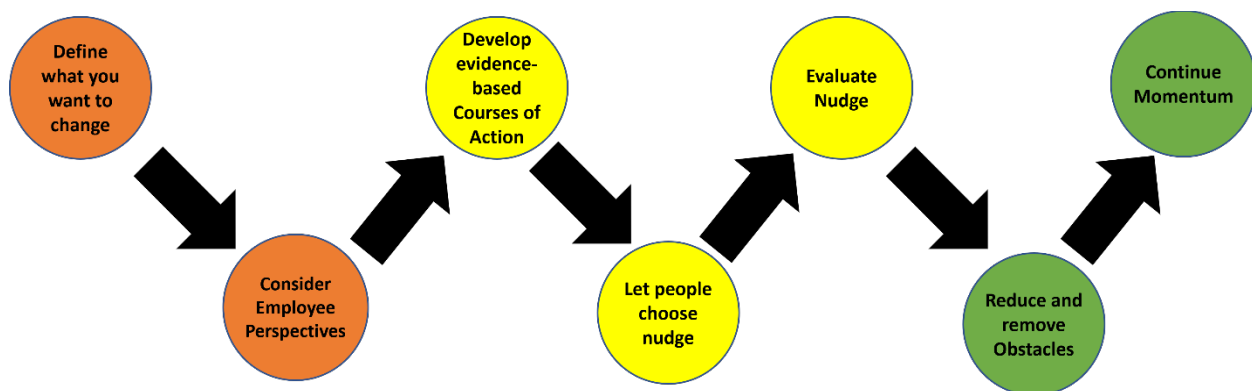 Define
what you
want to
change
Consider
Employee
Perspectives
Develop
evidence-
based
Courses of
Action
Let people
choose
nudge
Evaluate
Nudge
Reduce and
remove
Obstacles
Continue
Momentum